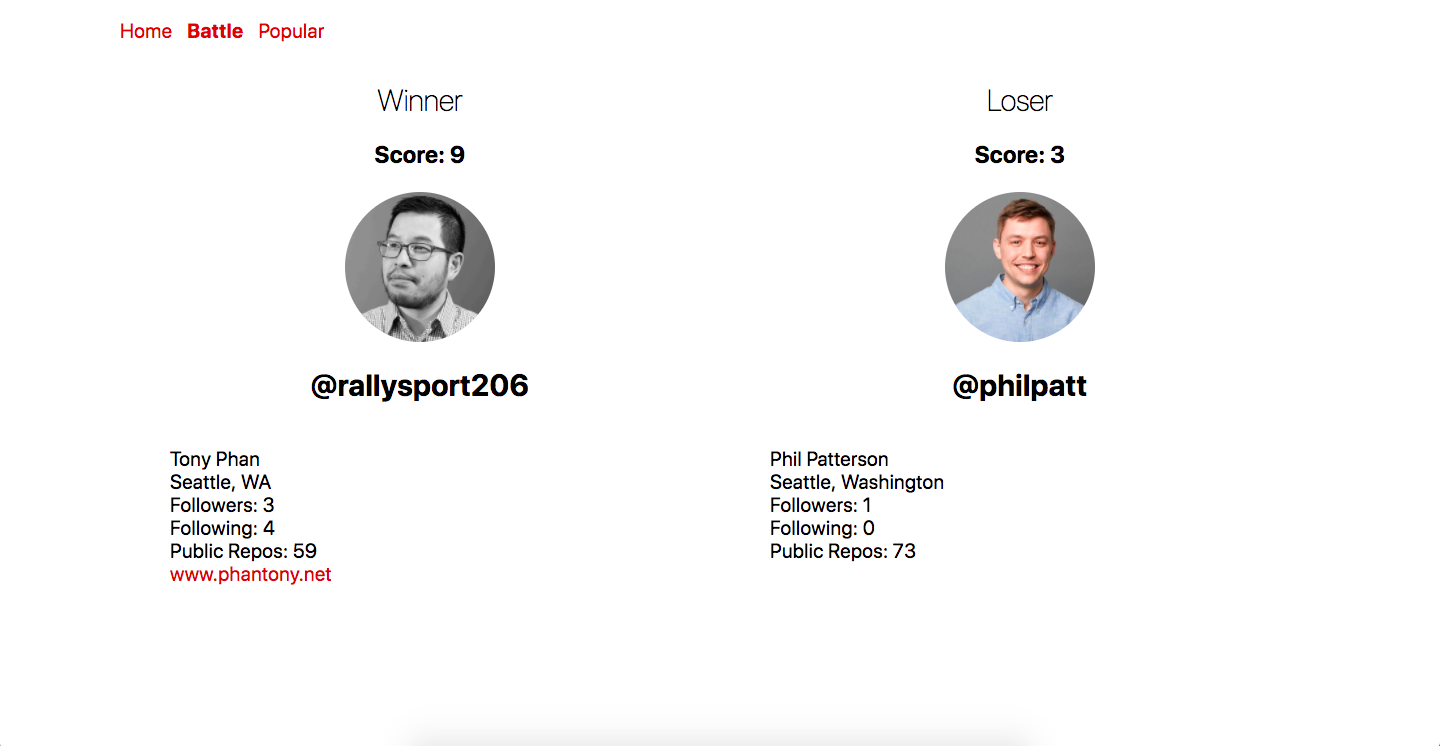 Home Battle Popular
Winner
Score: 9
@rallysport206
Tony Phan
Seattle, WA
Followers: 3
Following: 4
Public Repos: 59
www.phantony.net
Loser
Score: 3
@philpatt
Phil Patterson
Seattle, Washington
Followers: 1
Following: 0
Public Repos: 73